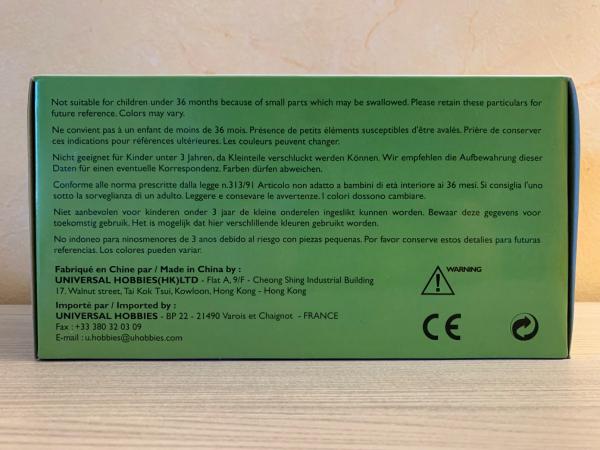 Not suitable for children under 36 months because of small parts which may be swallowed. Please retain these particulars for
future reference. Colors may vary.
Ne convient pas à un enfant de moins de 36 mois. Présence de petits éléments susceptibles d'être avalés. Prière de conserver
ces indications pour références ultérieures. Les couleurs peuvent changer.
Nicht geeignet für Kinder unter 3 Jahren, da Kleinteile verschluckt werden Können. Wir empfehlen die Aufbewahrung dieser
Daten für einen eventuelle Korrespondenz. Farben dürfen abweichen.
Conforme alle norma prescritte dalla legge n.313/91 Articolo non adatto a bambini di età interiore ai 36 mesi. Si consiglia l'uno
sotto la sorveglianza di un adulto. Leggere e consevare le avvertenze. I colori dossino cambiare.
Niet aanbevolen voor kinderen onder 3 jaar de kleine onderolen ingeslikt kunnen worden. Bewaar deze gegevens voor
toekomstig gebruik. Het is mogelijk dat hier verschillende kleuren gebruikt worden.
No indoneo para ninosmenores de 3 anos debido al riesgo con piezas pequenas. Por favor conserve estos detalies para futuras
referencias. Los colores pueden variar.
Fabriqué en Chine par / Made in China by :
UNIVERSAL HOBBIES(HK)LTD - Flat A, 9/F - Cheong Shing Industrial Building
17. Walnut street, Tai Kok Tsui, Kowloon, Hong Kong - Hong Kong
Importé par / Imported by :
UNIVERSAL HOBBIES - BP 22 - 21490 Varois et Chaignot - FRANCE
Fax : +33 380 32 03 09
E-mail : u.hobbies@uhobbies.com
WARNING
CE